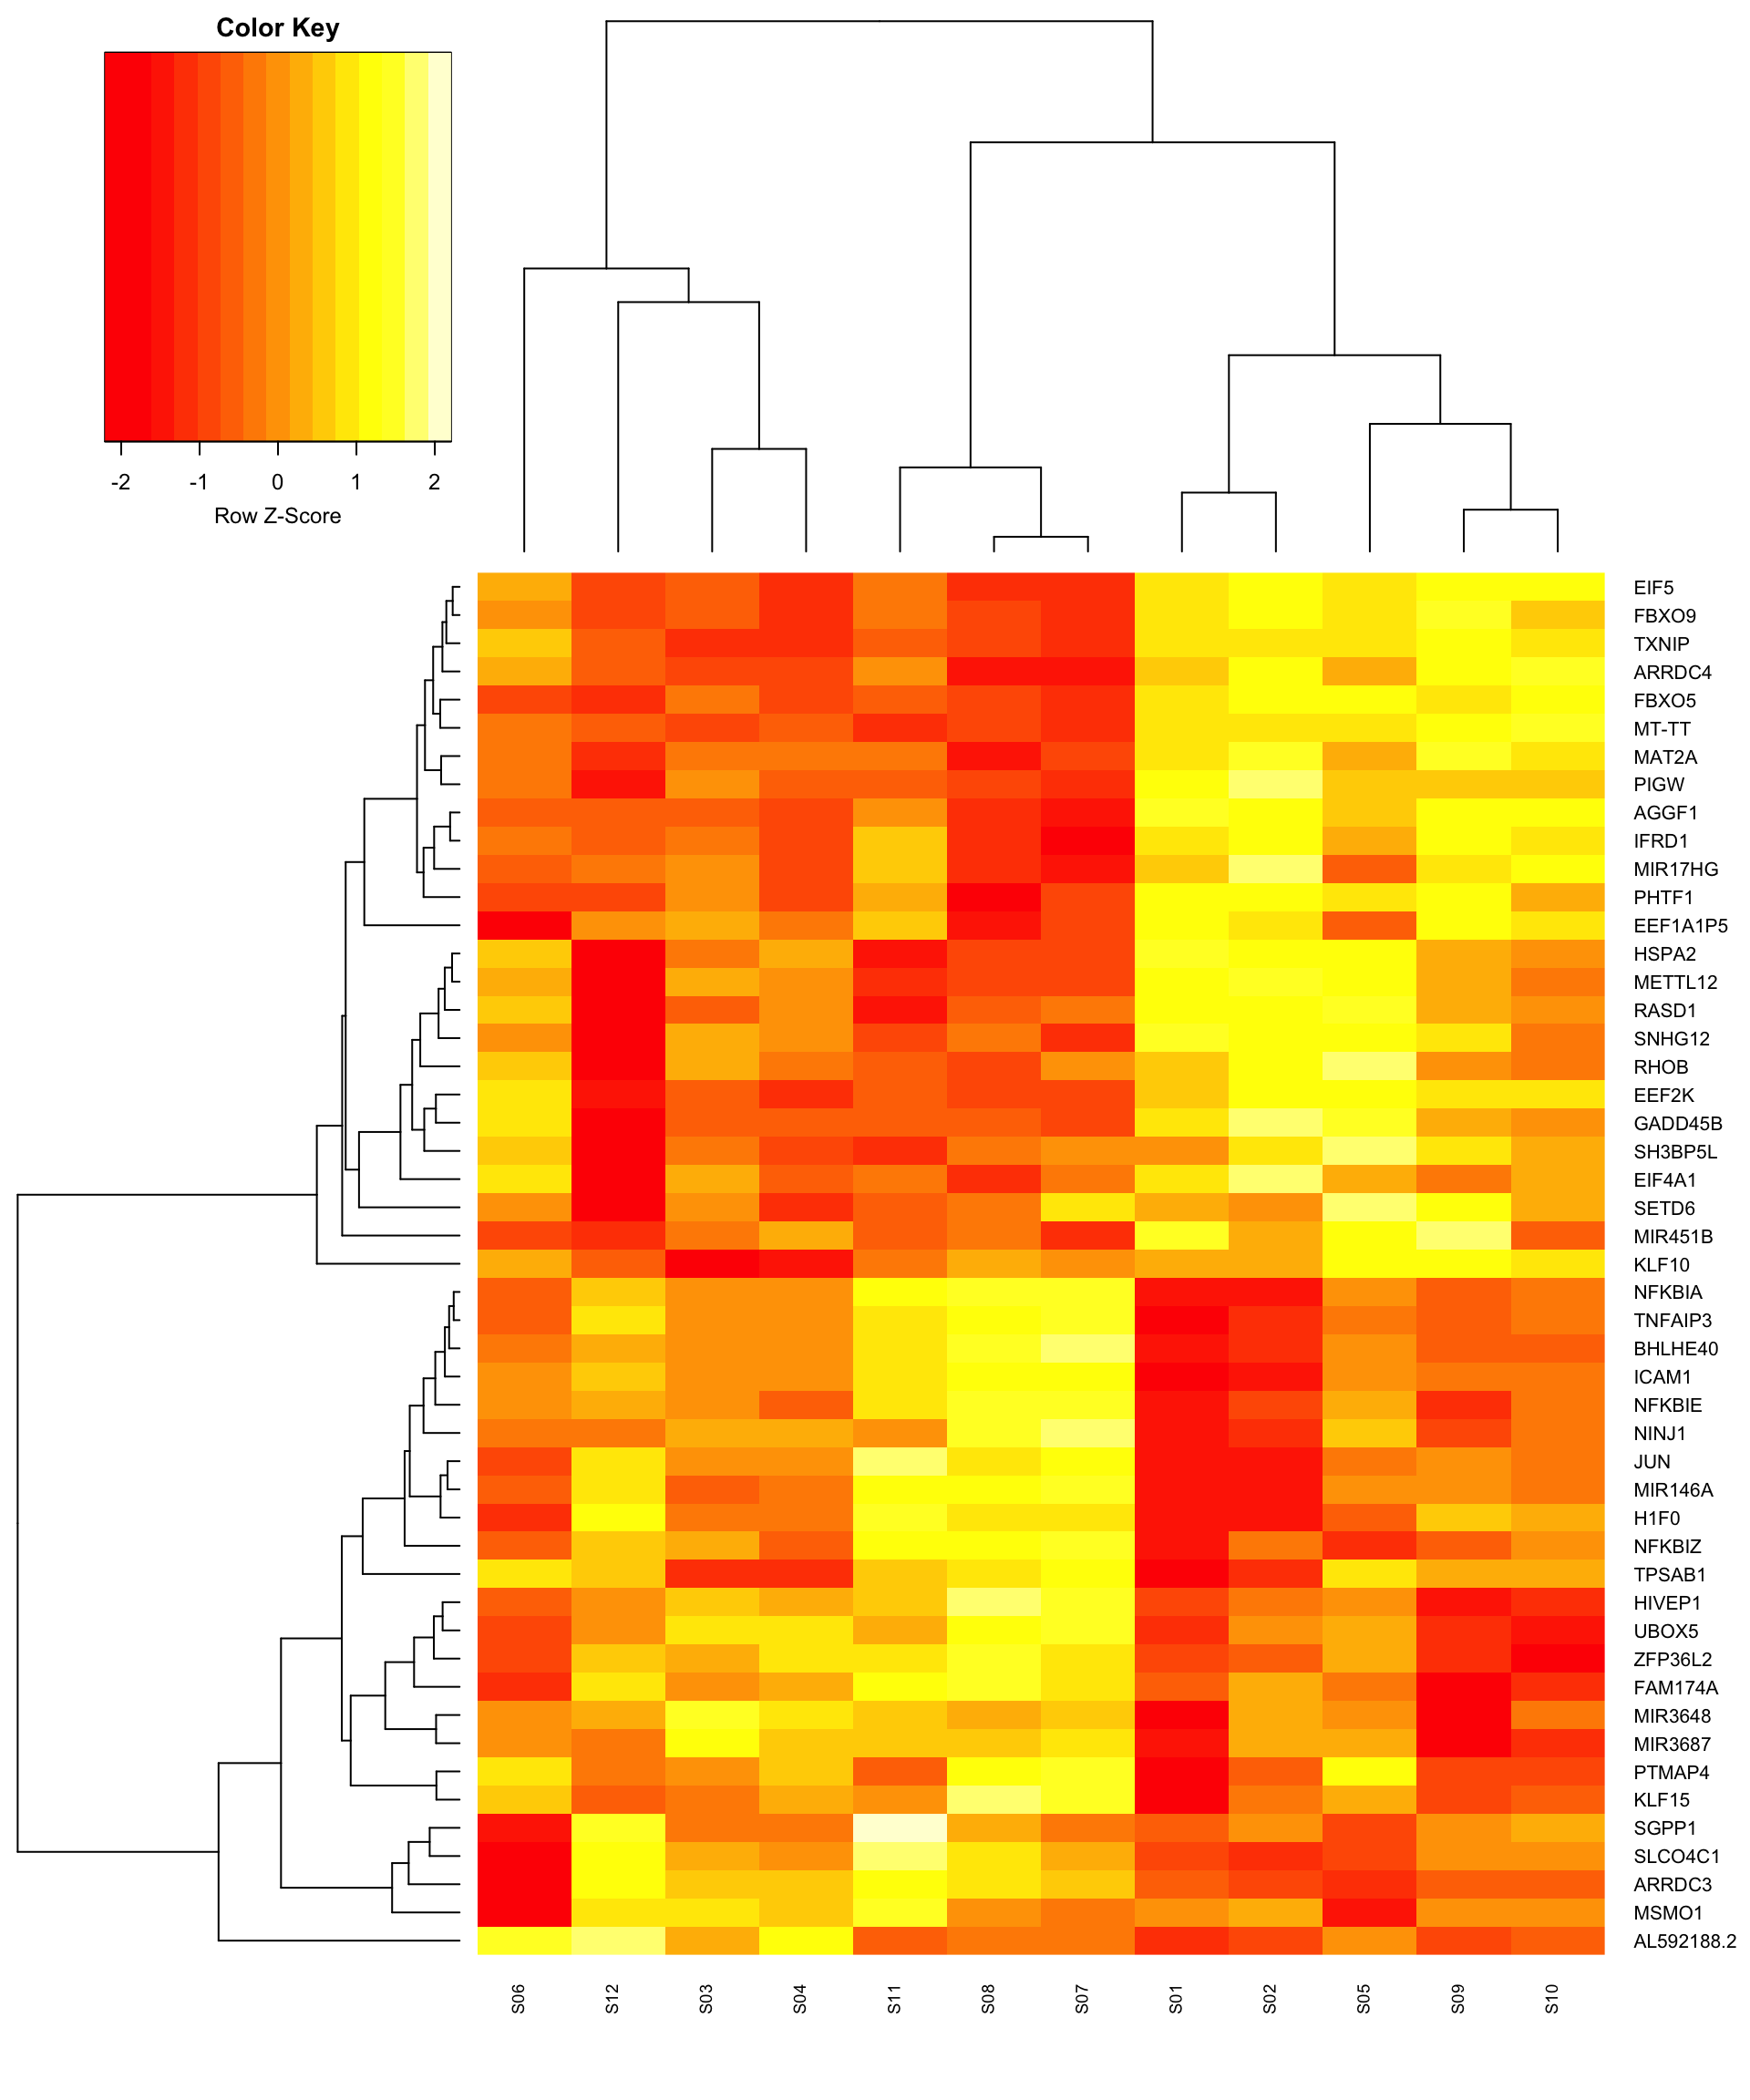 Color Key
-2 -1 0 1 2
Row Z-Score
EIF5
FBXO9
TXNIP
ARRDC4
FBXO5
MT-TT
MAT2A
PIGW
AGGF1
IFRD1
MIR17HG
PHTF1
EEF1A1P5
HSPA2
METTL12
RASD1
SNHG12
RHOB
EEF2K
GADD45B
SH3BP5L
EIF4A1
SETD6
MIR451B
KLF10
NFKBIA
TNFAIP3
BHLHE40
ICAM1
NFKBIE
NINJ1
JUN
MIR146A
H1F0
NFKBIZ
TPSAB1
HIVEP1
UBOX5
ZFP36L2
FAM174A
MIR3648
MIR3687
PTMAP4
KLF15
SGPP1
SLCO4C1
ARRDC3
MSMO1
AL592188.2
S06 S12 S03 S04 S11 S08 S07 S01 S02 S05 S09 S10